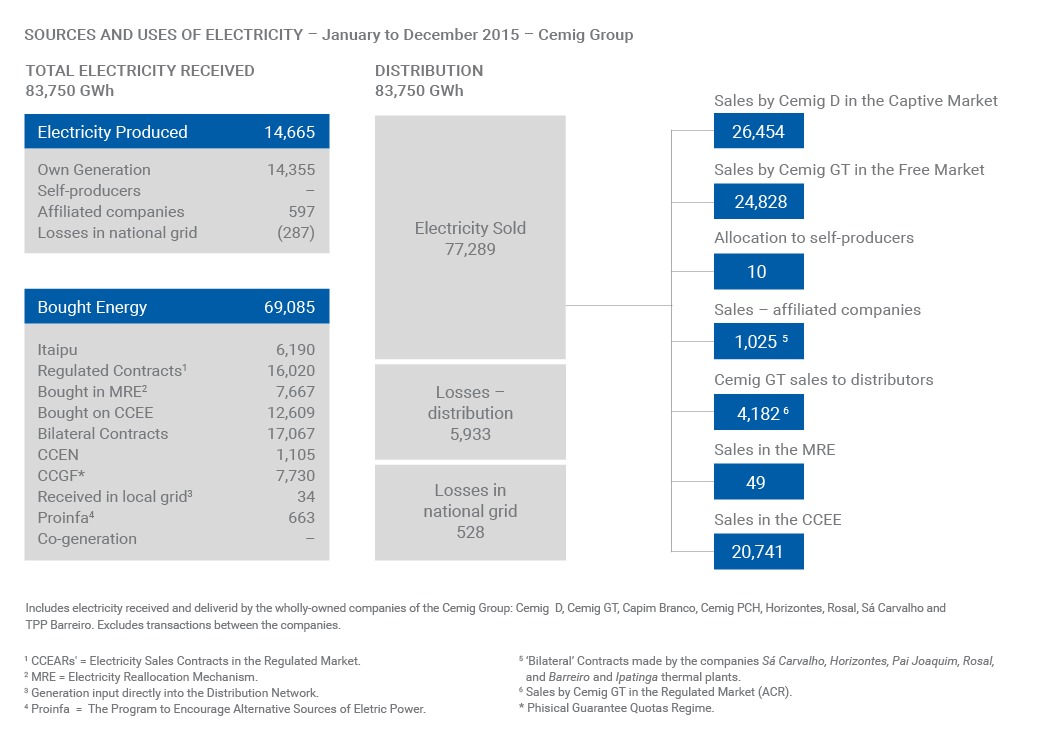 SOURCES AND USES OF ELECTRICITY – January to December 2015 – Cemig Group
TOTAL ELECTRICITY RECEIVED
83,750 GWh
Electricity Produced 14,665
Own Generation 14,355
Self-producers –
Affiliated companies 597
Losses in national grid (287)
Bought Energy 69,085
Itaipu 6,190
Regulated Contracts¹ 16,020
Bought in MRE² 7,667
Bought on CCEE 12,609
Bilateral Contracts 17,067
CCEN 1,105
CCGF* 7,730
Received in local grid³ 34
Proinfa⁴ 663
Co-generation –
DISTRIBUTION
83,750 GWh
Electricity Sold
77,289
Losses –
distribution
5,933
Losses in
national grid
528
Sales by Cemig D in the Captive Market
26,454
Sales by Cemig GT in the Free Market
24,828
Allocation to self-producers
10
Sales – affiliated companies
1,025 ⁵
Cemig GT sales to distributors
4,182 ⁶
Sales in the MRE
49
Sales in the CCEE
20,741
Includes electricity received and deliverid by the wholly-owned companies of the Cemig Group: Cemig D, Cemig GT, Capim Branco, Cemig PCH, Horizontes, Rosal, Sá Carvalho and
TPP Barreiro. Excludes transactions between the companies.
¹ CCEARs' = Electricity Sales Contracts in the Regulated Market.
² MRE = Electricity Reallocation Mechanism.
³ Generation input directly into the Distribution Network.
⁴ Proinfa = The Program to Encourage Alternative Sources of Eletric Power.
⁵ ‘Bilateral’ Contracts made by the companies Sá Carvalho, Horizontes, Pai Joaquim, Rosal,
and Barreiro and Ipatinga thermal plants.
⁶ Sales by Cemig GT in the Regulated Market (ACR).
* Phisical Guarantee Quotas Regime.